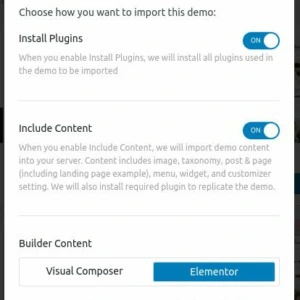 Choose how you want to import this demo:
Install Plugins
ON
When you enable Install Plugins, we will install all plugins used in
the demo to be imported
Include Content
ON
When you enable Include Content, we will import demo content
into your server. Content includes image, taxonomy, post & page
(including landing page example), menu, widget, and customizer
setting. We will also install required plugin to replicate the demo.
Builder Content
Visual Composer
Elementor